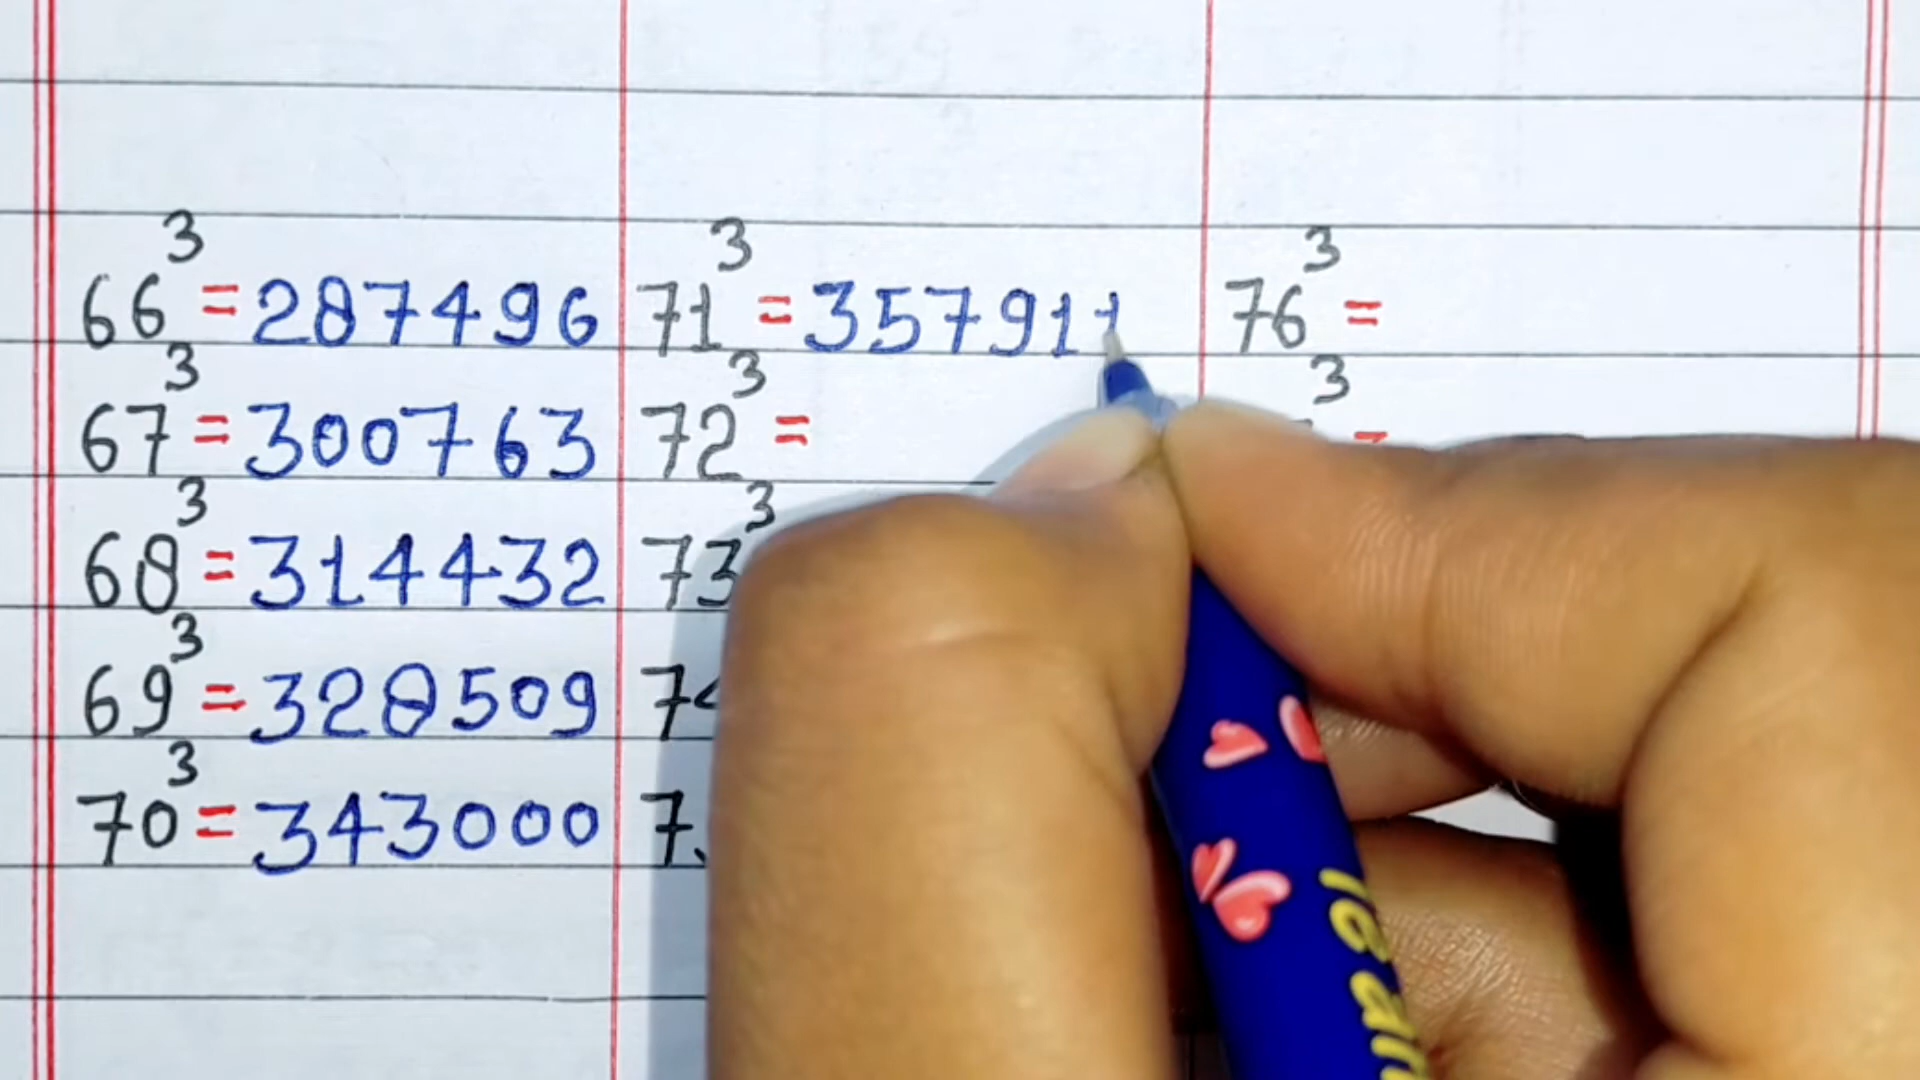 66³ = 287496
67³ = 300763
68³ = 314432
69³ = 328509
70³ = 343000
71³ = 357911
72³ =
73³
76³ =